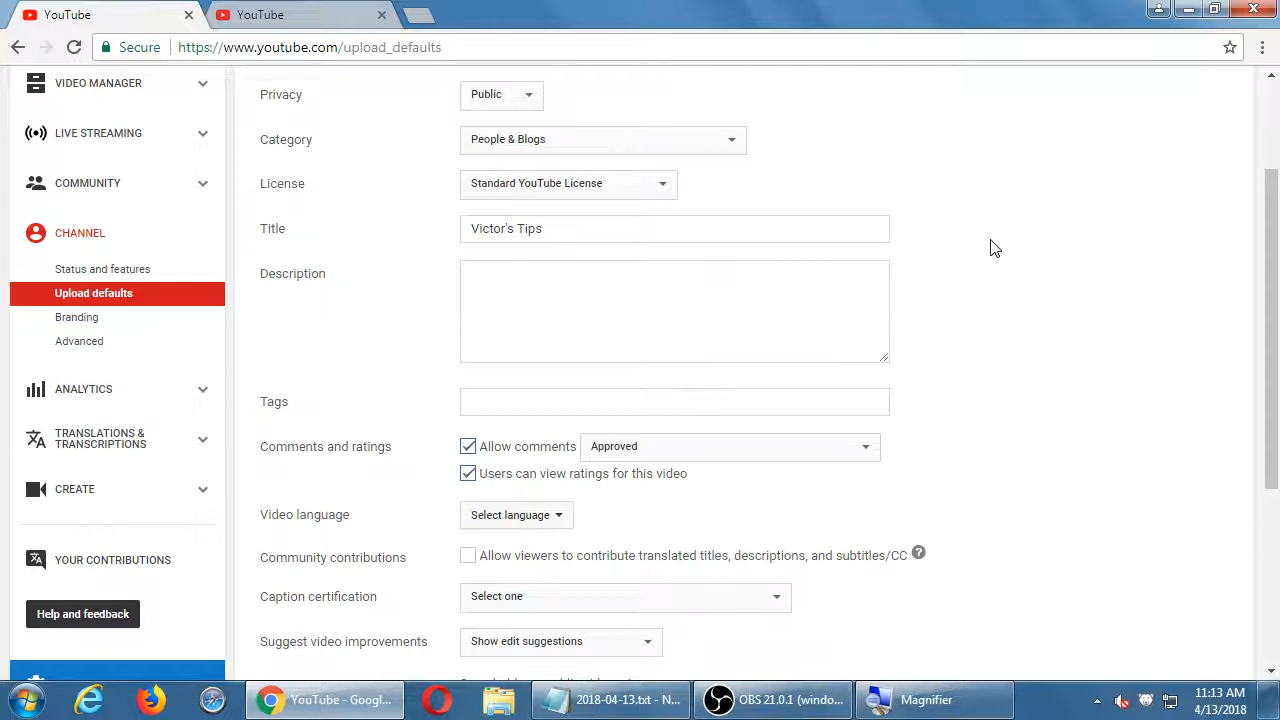 YouTube
YouTube
Secure
https://www.youtube.com/upload_defaults
VIDEO MANAGER
LIVE STREAMING
COMMUNITY
CHANNEL
Status and features
Upload defaults
Branding
Advanced
ANALYTICS
TRANSLATIONS &
TRANSCRIPTIONS
CREATE
YOUR CONTRIBUTIONS
Help and feedback
Privacy
Public
Category
People & Blogs
License
Standard YouTube License
Title
Victor's Tips
Description
Tags
Comments and ratings
Allow comments
Approved
Users can view ratings for this video
Video language
Select language
Community contributions
Allow viewers to contribute translated titles, descriptions, and subtitles/CC ?
Caption certification
Select one
Suggest video improvements
Show edit suggestions
YouTube - Googl...
2018-04-13.txt - N...
OBS 21.0.1 (windo...
Magnifier
11:13 AM
4/13/2018